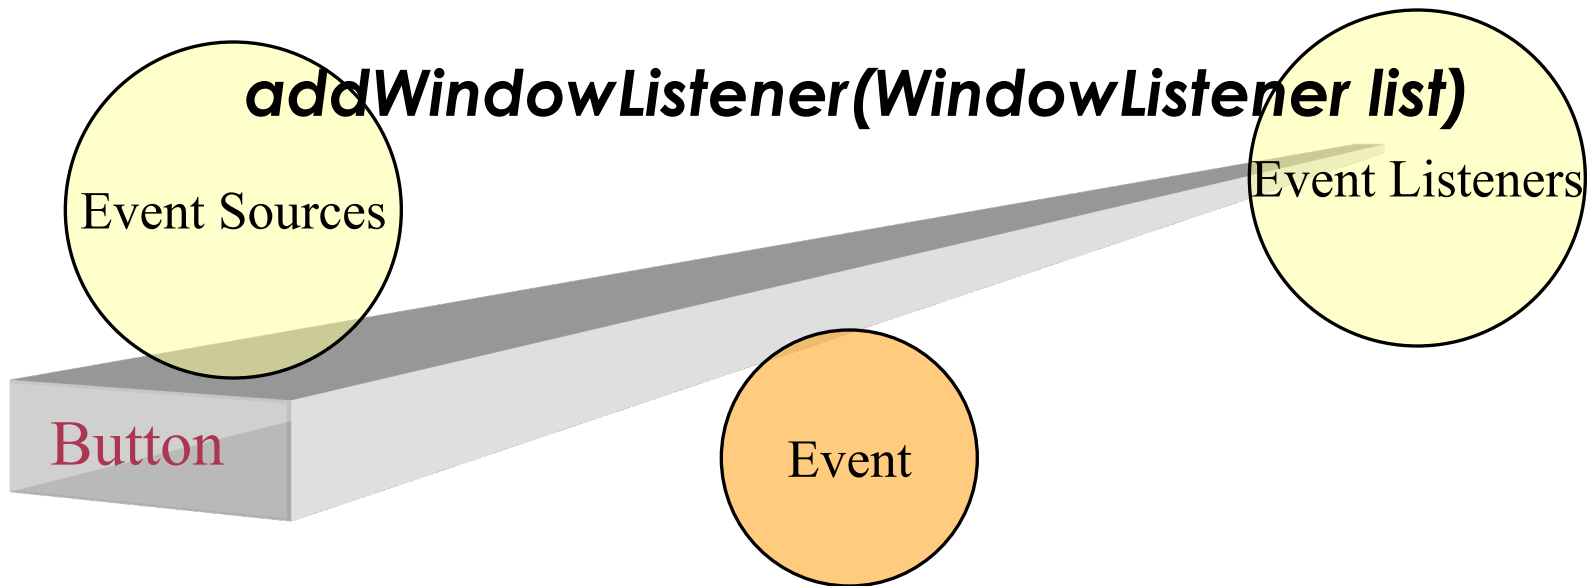 addWindowListener(WindowListener list)
Event Sources
Event Listeners
Button
Event